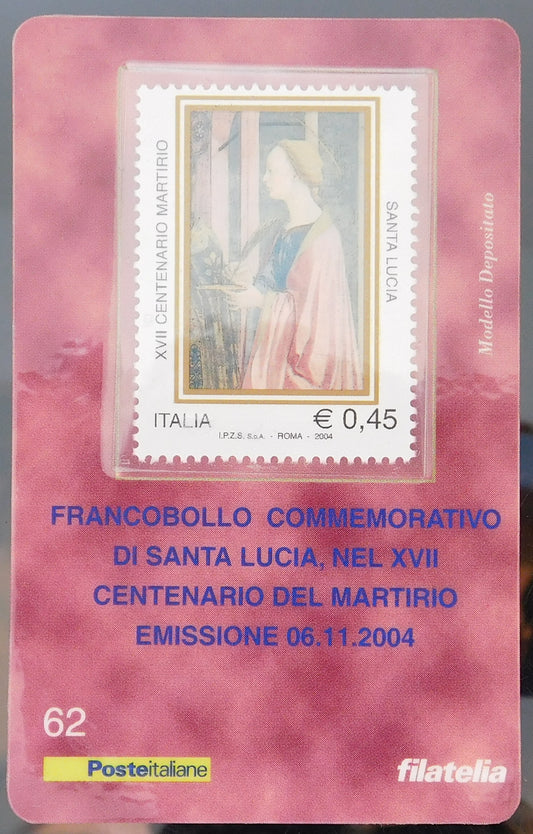 XVII CENTENARIO MARTIRIO
SANTA LUCIA
ITALIA
€ 0,45
I.P.Z.S. S.p.A. - ROMA - 2004
Modello Depositato
FRANCOBOLLO COMMEMORATIVO
DI SANTA LUCIA, NEL XVII
CENTENARIO DEL MARTIRIO
EMISSIONE 06.11.2004
62
Posteitaliane
filatelia